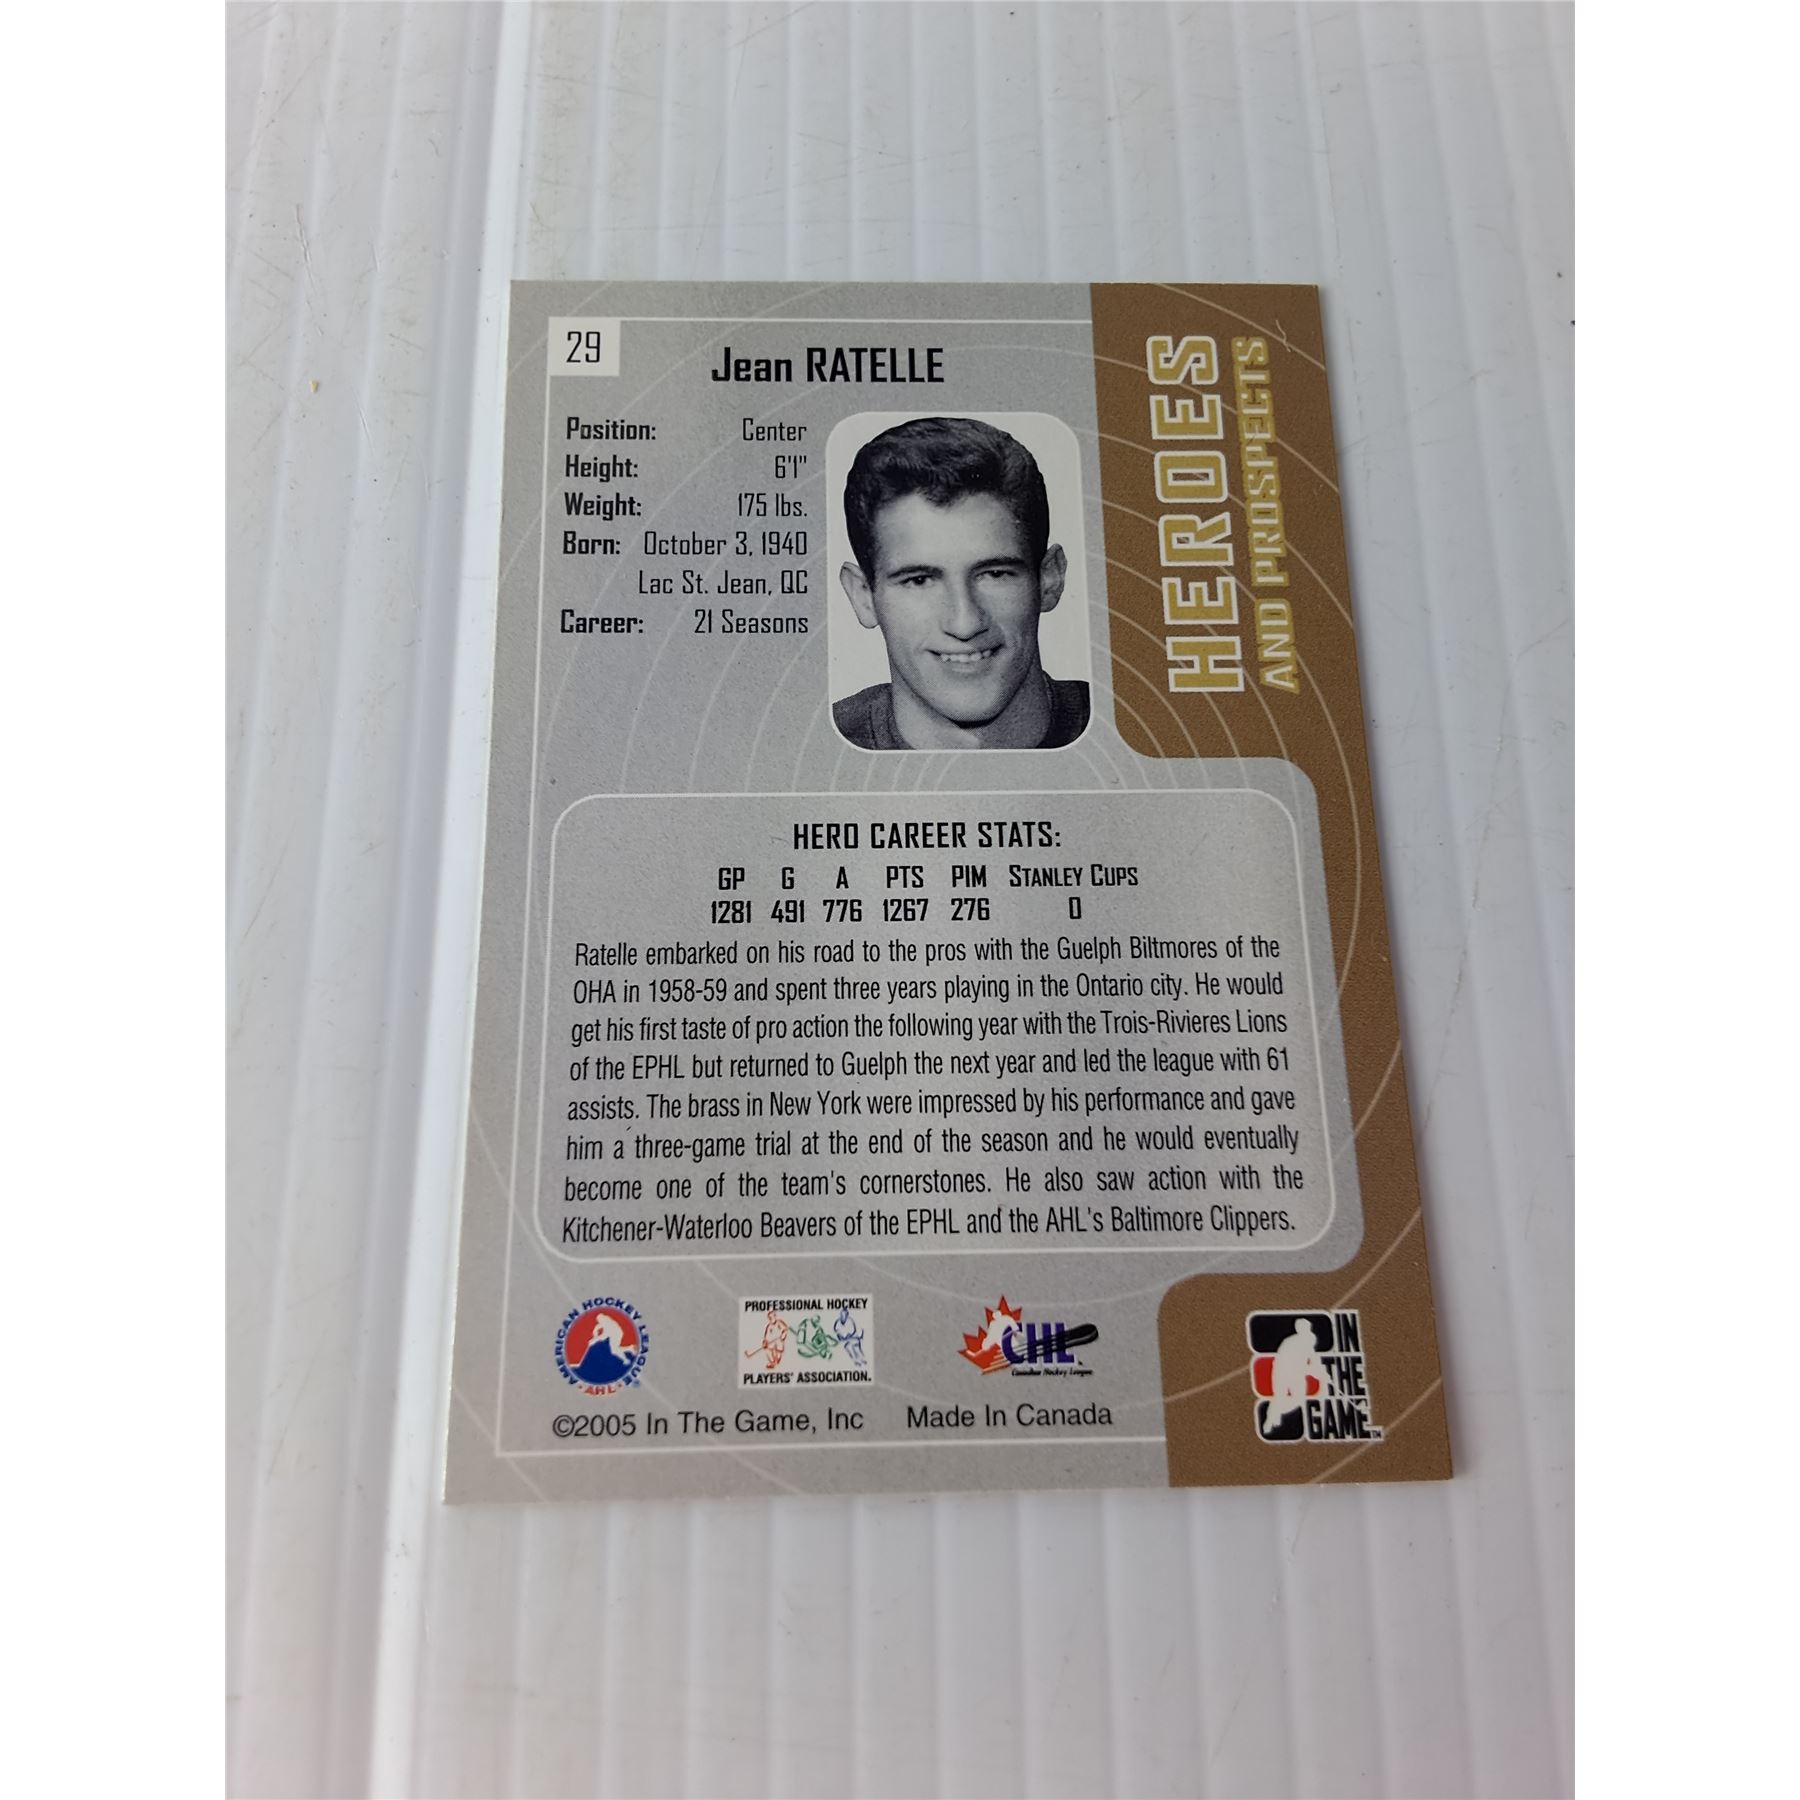 29
Jean RATELLE
HEROES
AND PROSPECTS
Position: Center
Height: 6'1"
Weight: 175 lbs.
Born: October 3, 1940
Lac St. Jean, QC
Career: 21 Seasons
HERO CAREER STATS:
GP G A PTS PIM STANLEY CUPS
1281 491 776 1267 276 0
Ratelle embarked on his road to the pros with the Guelph Biltmores of the
OHA in 1958-59 and spent three years playing in the Ontario city. He would
get his first taste of pro action the following year with the Trois-Rivieres Lions
of the EPHL but returned to Guelph the next year and led the league with 61
assists. The brass in New York were impressed by his performance and gave
him a three-game trial at the end of the season and he would eventually
become one of the team's cornerstones. He also saw action with the
Kitchener-Waterloo Beavers of the EPHL and the AHL's Baltimore Clippers.
AMERICAN HOCKEY LEAGUE
AHL
PROFESSIONAL HOCKEY
PLAYERS' ASSOCIATION.
CHL
Canadian Hockey League
IN
THE
GAME™
©2005 In The Game, Inc Made In Canada